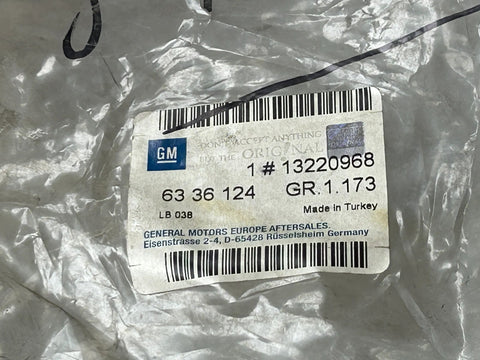 DON'T ACCEPT ANYTHING
BUT THE ORIGINAL
GM
1 # 13220968
63 36 124 GR.1.173
LB 038 Made in Turkey
GENERAL MOTORS EUROPE AFTERSALES.
Eisenstrasse 2-4, D-65428 Rüsselsheim Germany